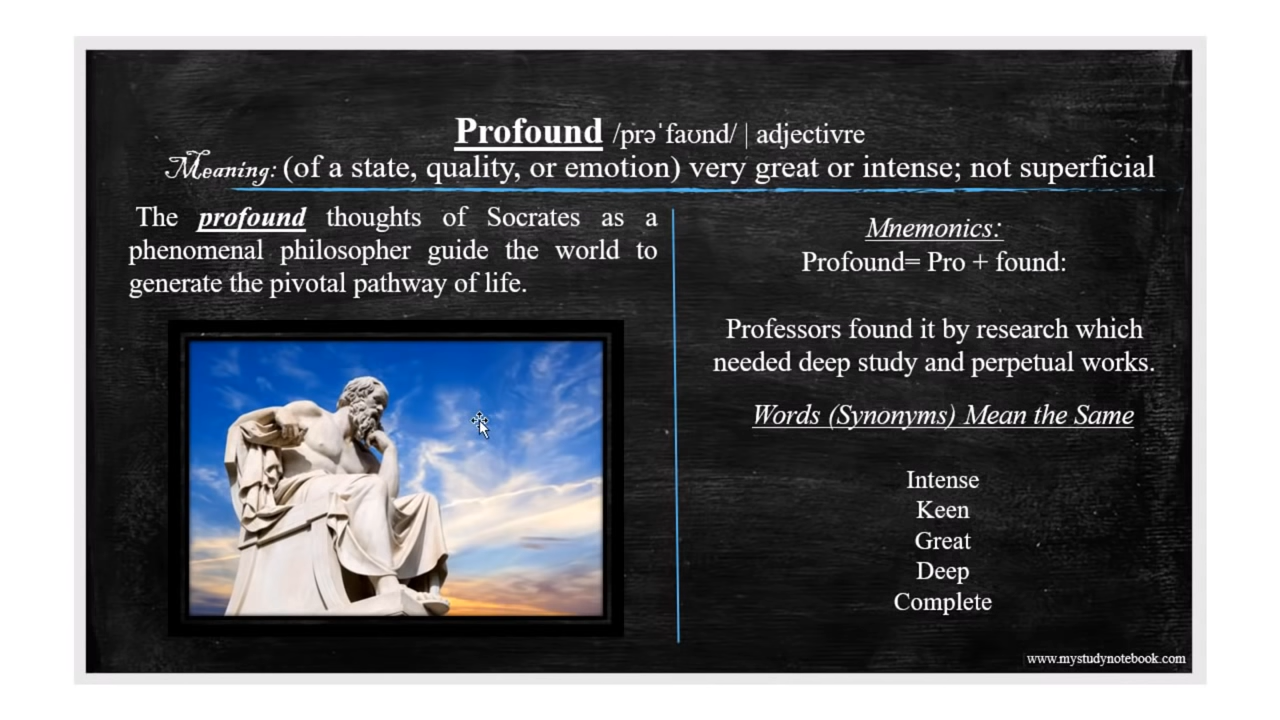 Profound /prəˈfaʊnd/ | adjectivre
Meaning: (of a state, quality, or emotion) very great or intense; not superficial
The profound thoughts of Socrates as a
phenomenal philosopher guide the world to
generate the pivotal pathway of life.
Mnemonics:
Profound= Pro + found:
Professors found it by research which
needed deep study and perpetual works.
Words (Synonyms) Mean the Same
Intense
Keen
Great
Deep
Complete
www.mystudynotebook.com